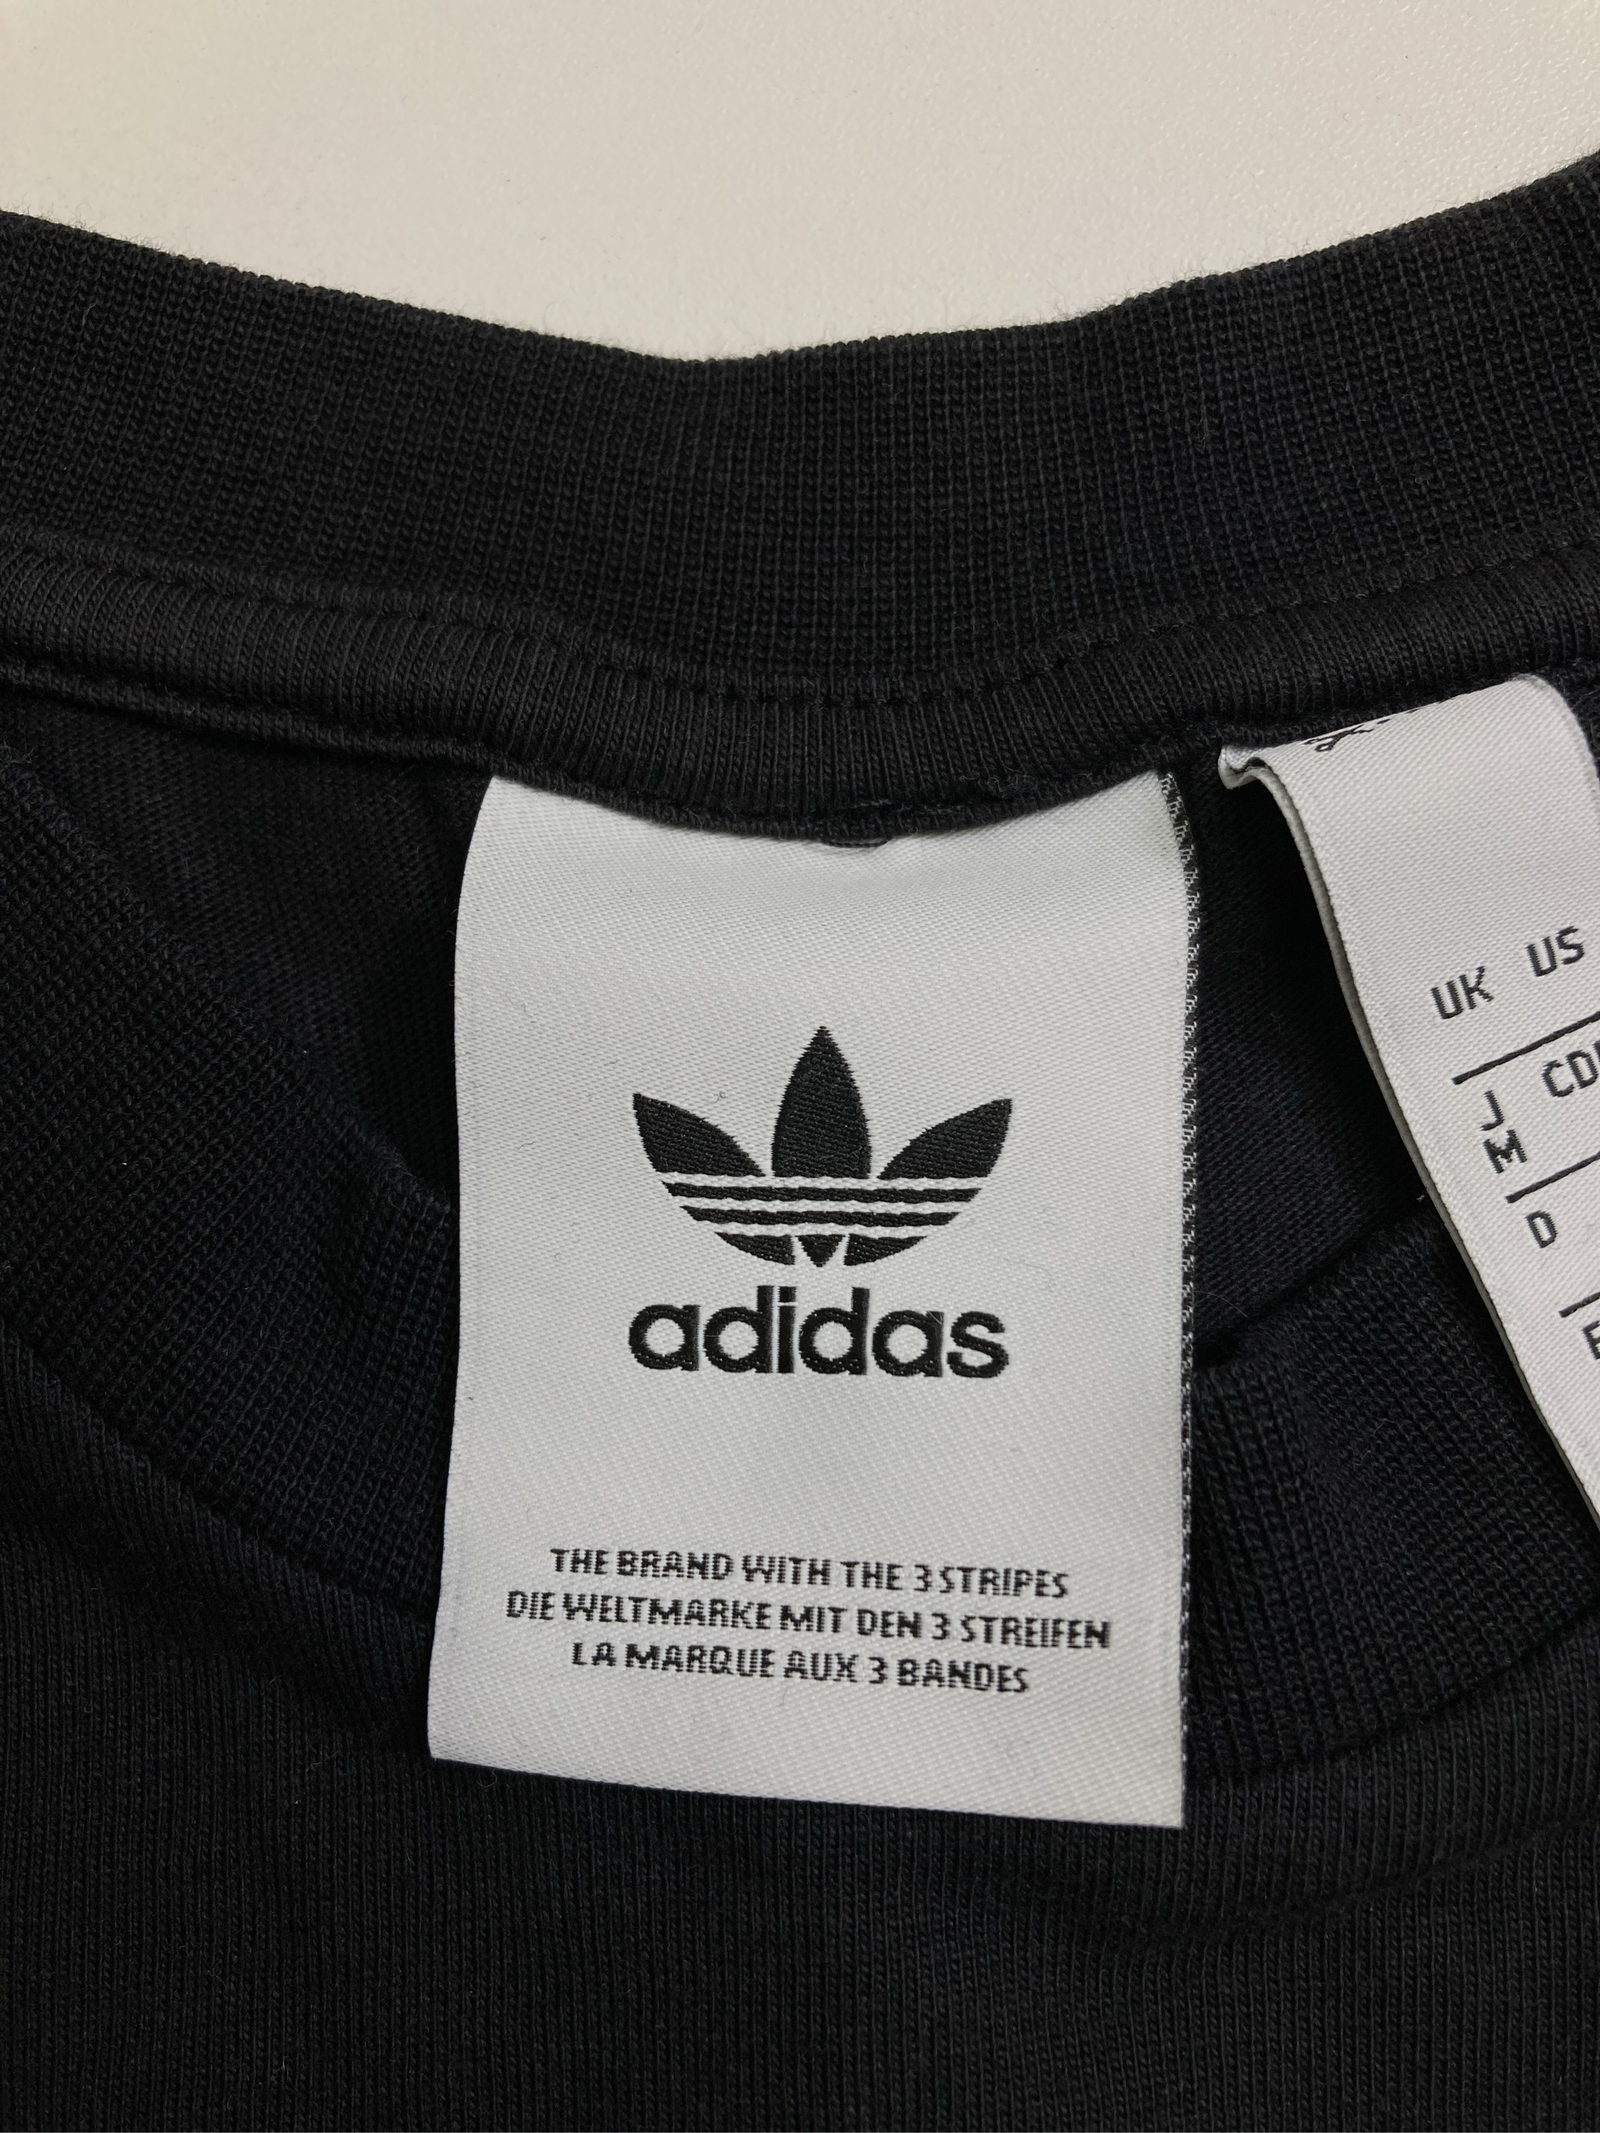 adidas
THE BRAND WITH THE 3 STRIPES
DIE WELTMARKE MIT DEN 3 STREIFEN
LA MARQUE AUX 3 BANDES
UK US
J
M
D